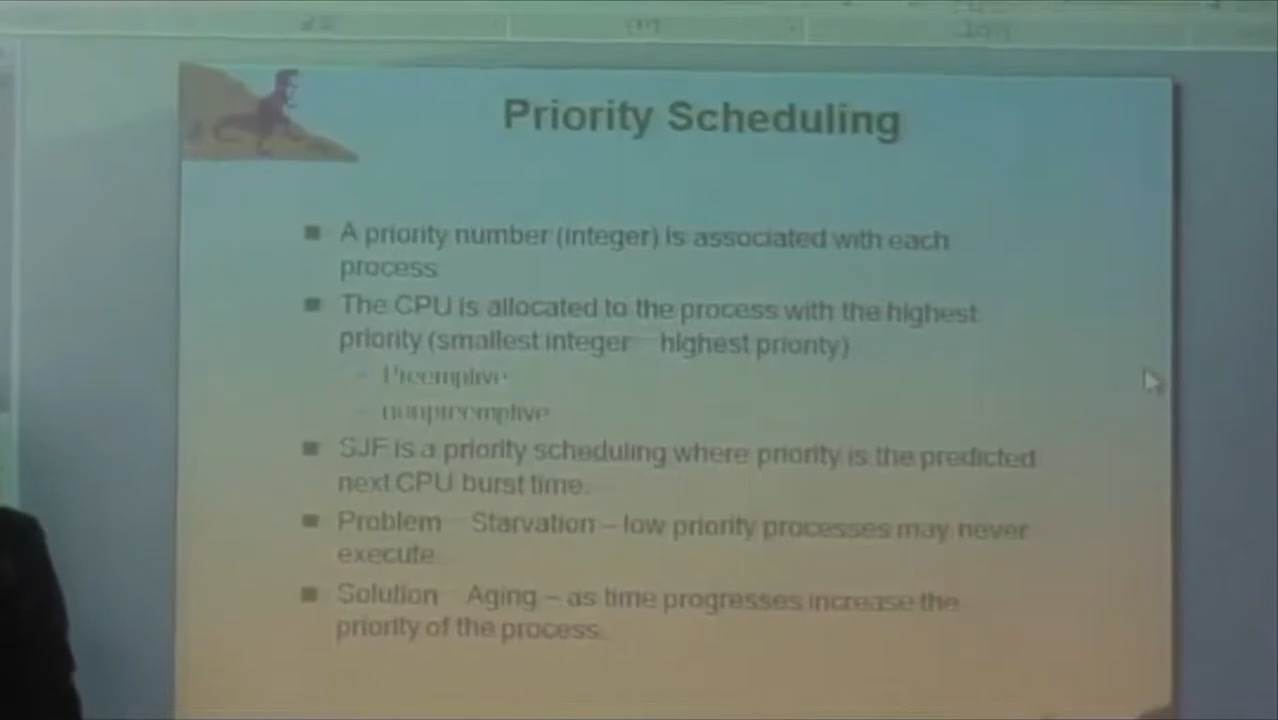 Priority Scheduling
A priority number (integer) is associated with each
process
The CPU is allocated to the process with the highest
priority (smallest integer highest priority)
– Preemptive
– nonpreemptive
SJF is a priority scheduling where priority is the predicted
next CPU burst time.
Problem Starvation – low priority processes may never
execute
Solution Aging – as time progresses increase the
priority of the process.